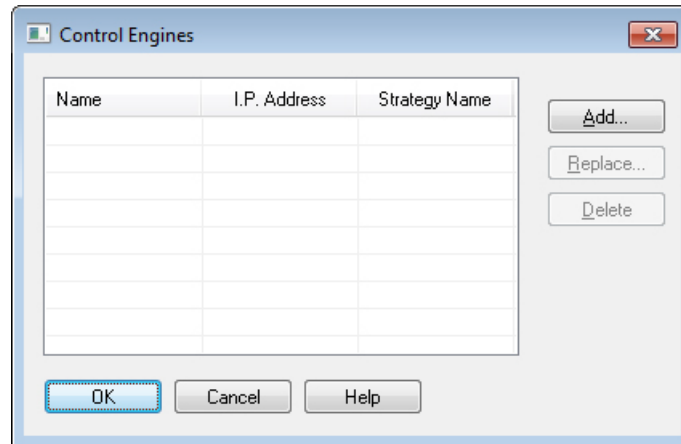 Control Engines
Name I.P. Address Strategy Name
Add...
Replace...
Delete
OK Cancel Help